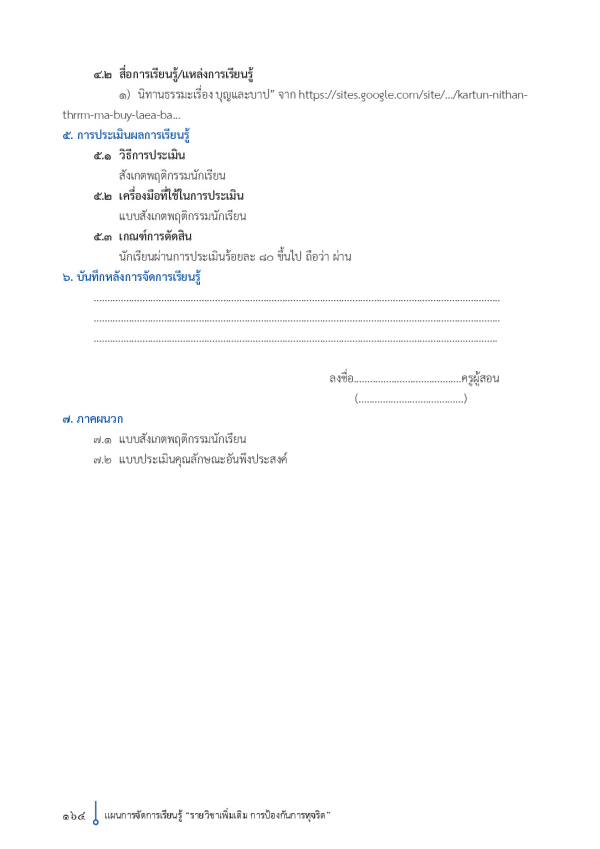 ๔.๒ สื่อการเรียนรู้/แหล่งการเรียนรู้
๑) นิทานธรรมะเรื่อง บุญและบาป” จาก https://sites.google.com/site/.../kartun-nithan-
thrrm-ma-buy-laea-ba...
๕. การประเมินผลการเรียนรู้
๕.๑ วิธีการประเมิน
สังเกตพฤติกรรมนักเรียน
๕.๒ เครื่องมือที่ใช้ในการประเมิน
แบบสังเกตพฤติกรรมนักเรียน
๕.๓ เกณฑ์การตัดสิน
นักเรียนผ่านการประเมินร้อยละ ๘๐ ขึ้นไป ถือว่า ผ่าน
๖. บันทึกหลังการจัดการเรียนรู้
................................................................................
................................................................................
................................................................................
ลงชื่อ........................................ครูผู้สอน
(.......................................)
๗. ภาคผนวก
๗.๑ แบบสังเกตพฤติกรรมนักเรียน
๗.๒ แบบประเมินคุณลักษณะอันพึงประสงค์
๑๖๔ แผนการจัดการเรียนรู้ “รายวิชาเพิ่มเติม การป้องกันการทุจริต”